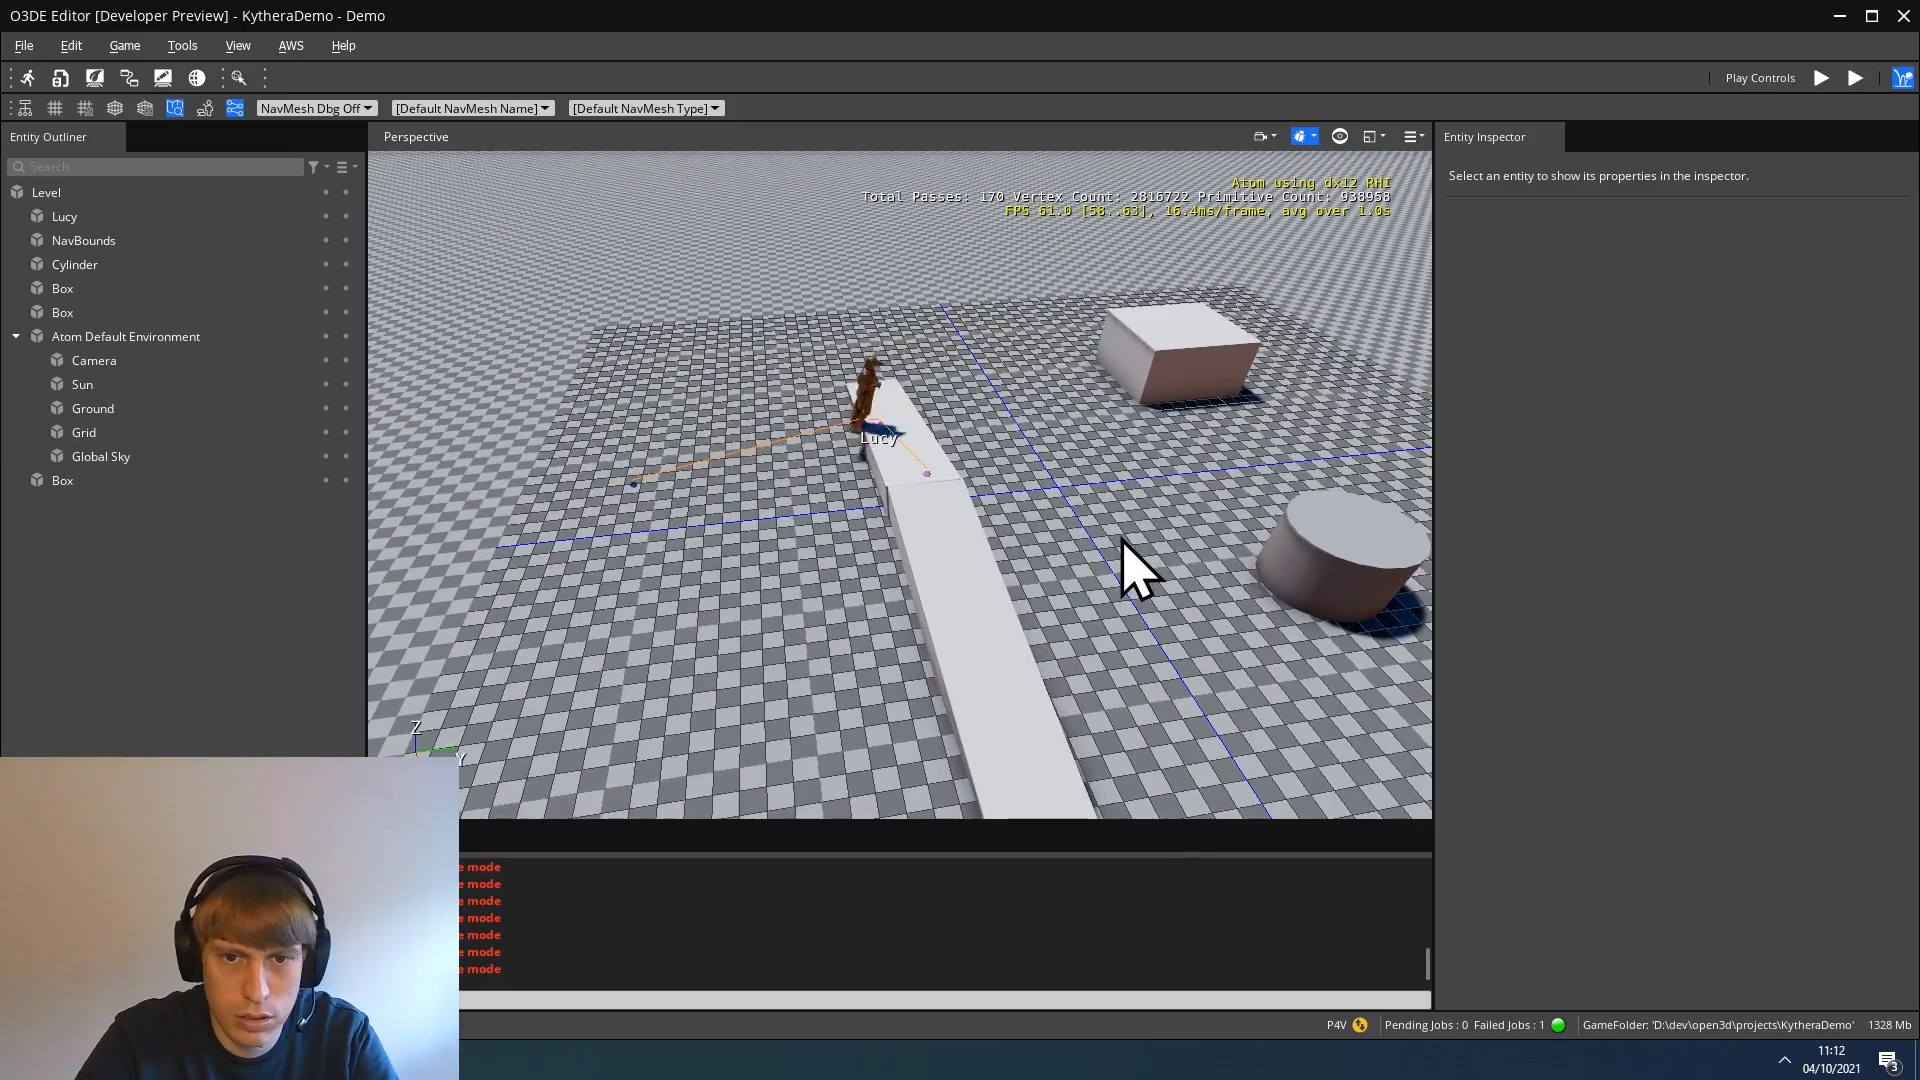 O3DE Editor [Developer Preview] - KytheraDemo - Demo
File Edit Game Tools View AWS Help
Play Controls
NavMesh Dbg Off [Default NavMesh Name] [Default NavMesh Type]
Entity Outliner
Perspective
Entity Inspector
Search...
Select an entity to show its properties in the inspector.
Atom using dx12 RHI
Total Passes: 170 Vertex Count: 2816722 Primitive Count: 938958
FPS 61.0 [58..63], 16.4ms/frame, avg over 1.0s
Level
Lucy
NavBounds
Cylinder
Box
Box
Atom Default Environment
Camera
Sun
Ground
Grid
Global Sky
Box
Lucy
Z
Y
e mode
e mode
e mode
e mode
e mode
e mode
e mode
P4V Pending Jobs : 0 Failed Jobs : 1 GameFolder: 'D:\dev\open3d\projects\KytheraDemo' 1328 Mb
11:12
04/10/2021
3